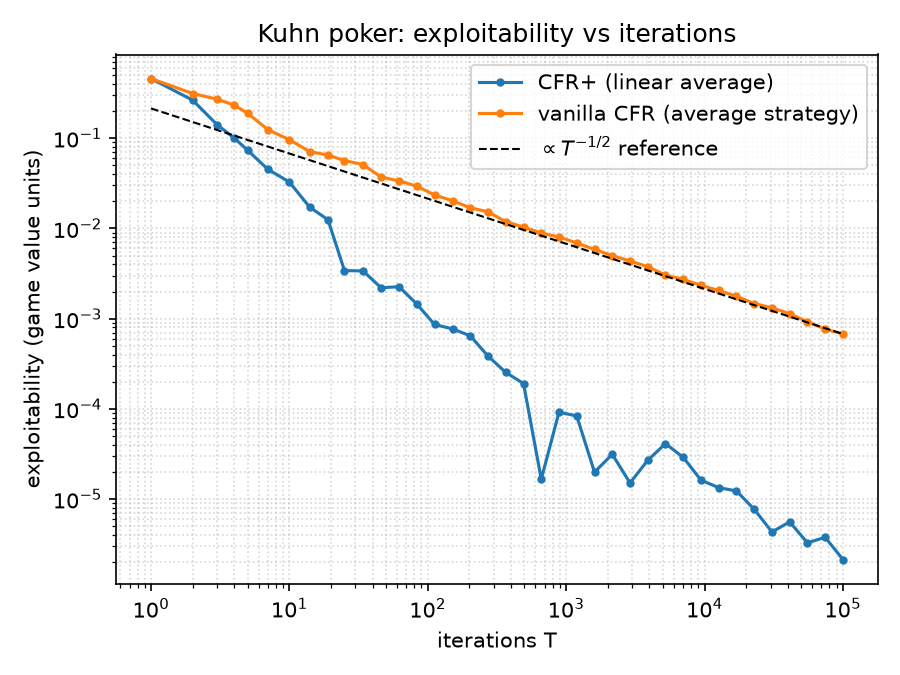 Kuhn poker: exploitability vs iterations
CFR+ (linear average)
vanilla CFR (average strategy)
∝ T^{-1/2} reference
exploitability (game value units)
10^{-1}
10^{-2}
10^{-3}
10^{-4}
10^{-5}
10^0
10^1
10^2
10^3
10^4
10^5
iterations T